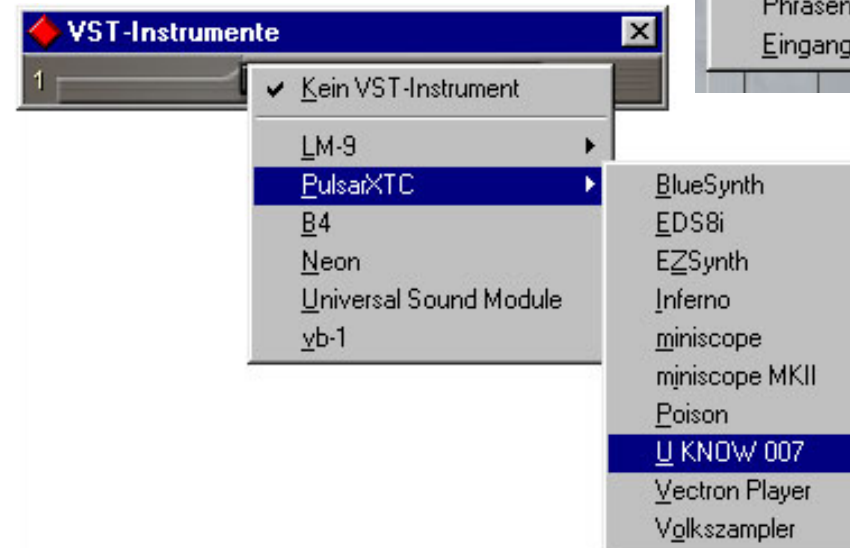 Phrasen
Eingang
VST-Instrumente
1
Kein VST-Instrument
LM-9
PulsarXTC
B4
Neon
Universal Sound Module
vb-1
BlueSynth
EDS8i
EZSynth
Inferno
miniscope
miniscope MKII
Poison
U KNOW 007
Vectron Player
Volkszampler